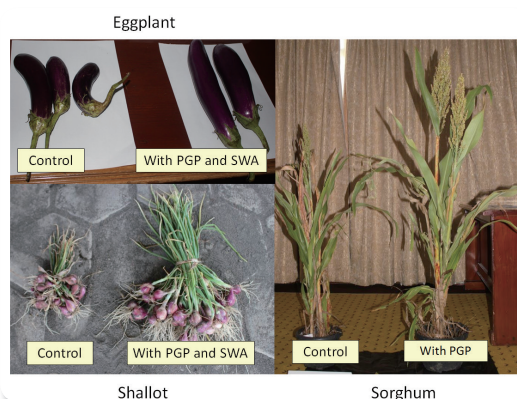 Eggplant
Control
With PGP and SWA
Control
With PGP and SWA
Control
With PGP
Shallot
Sorghum